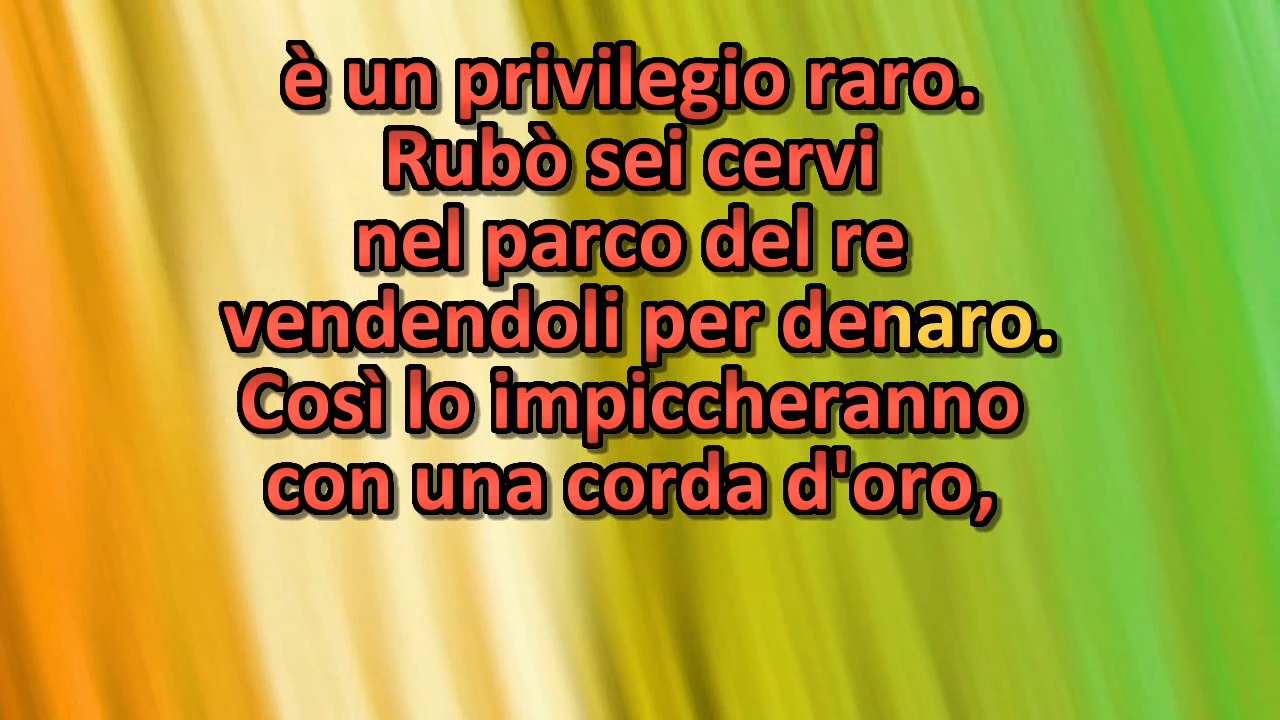 è un privilegio raro.
Rubò sei cervi
nel parco del re
vendendoli per denaro.
Così lo impiccheranno
con una corda d'oro,